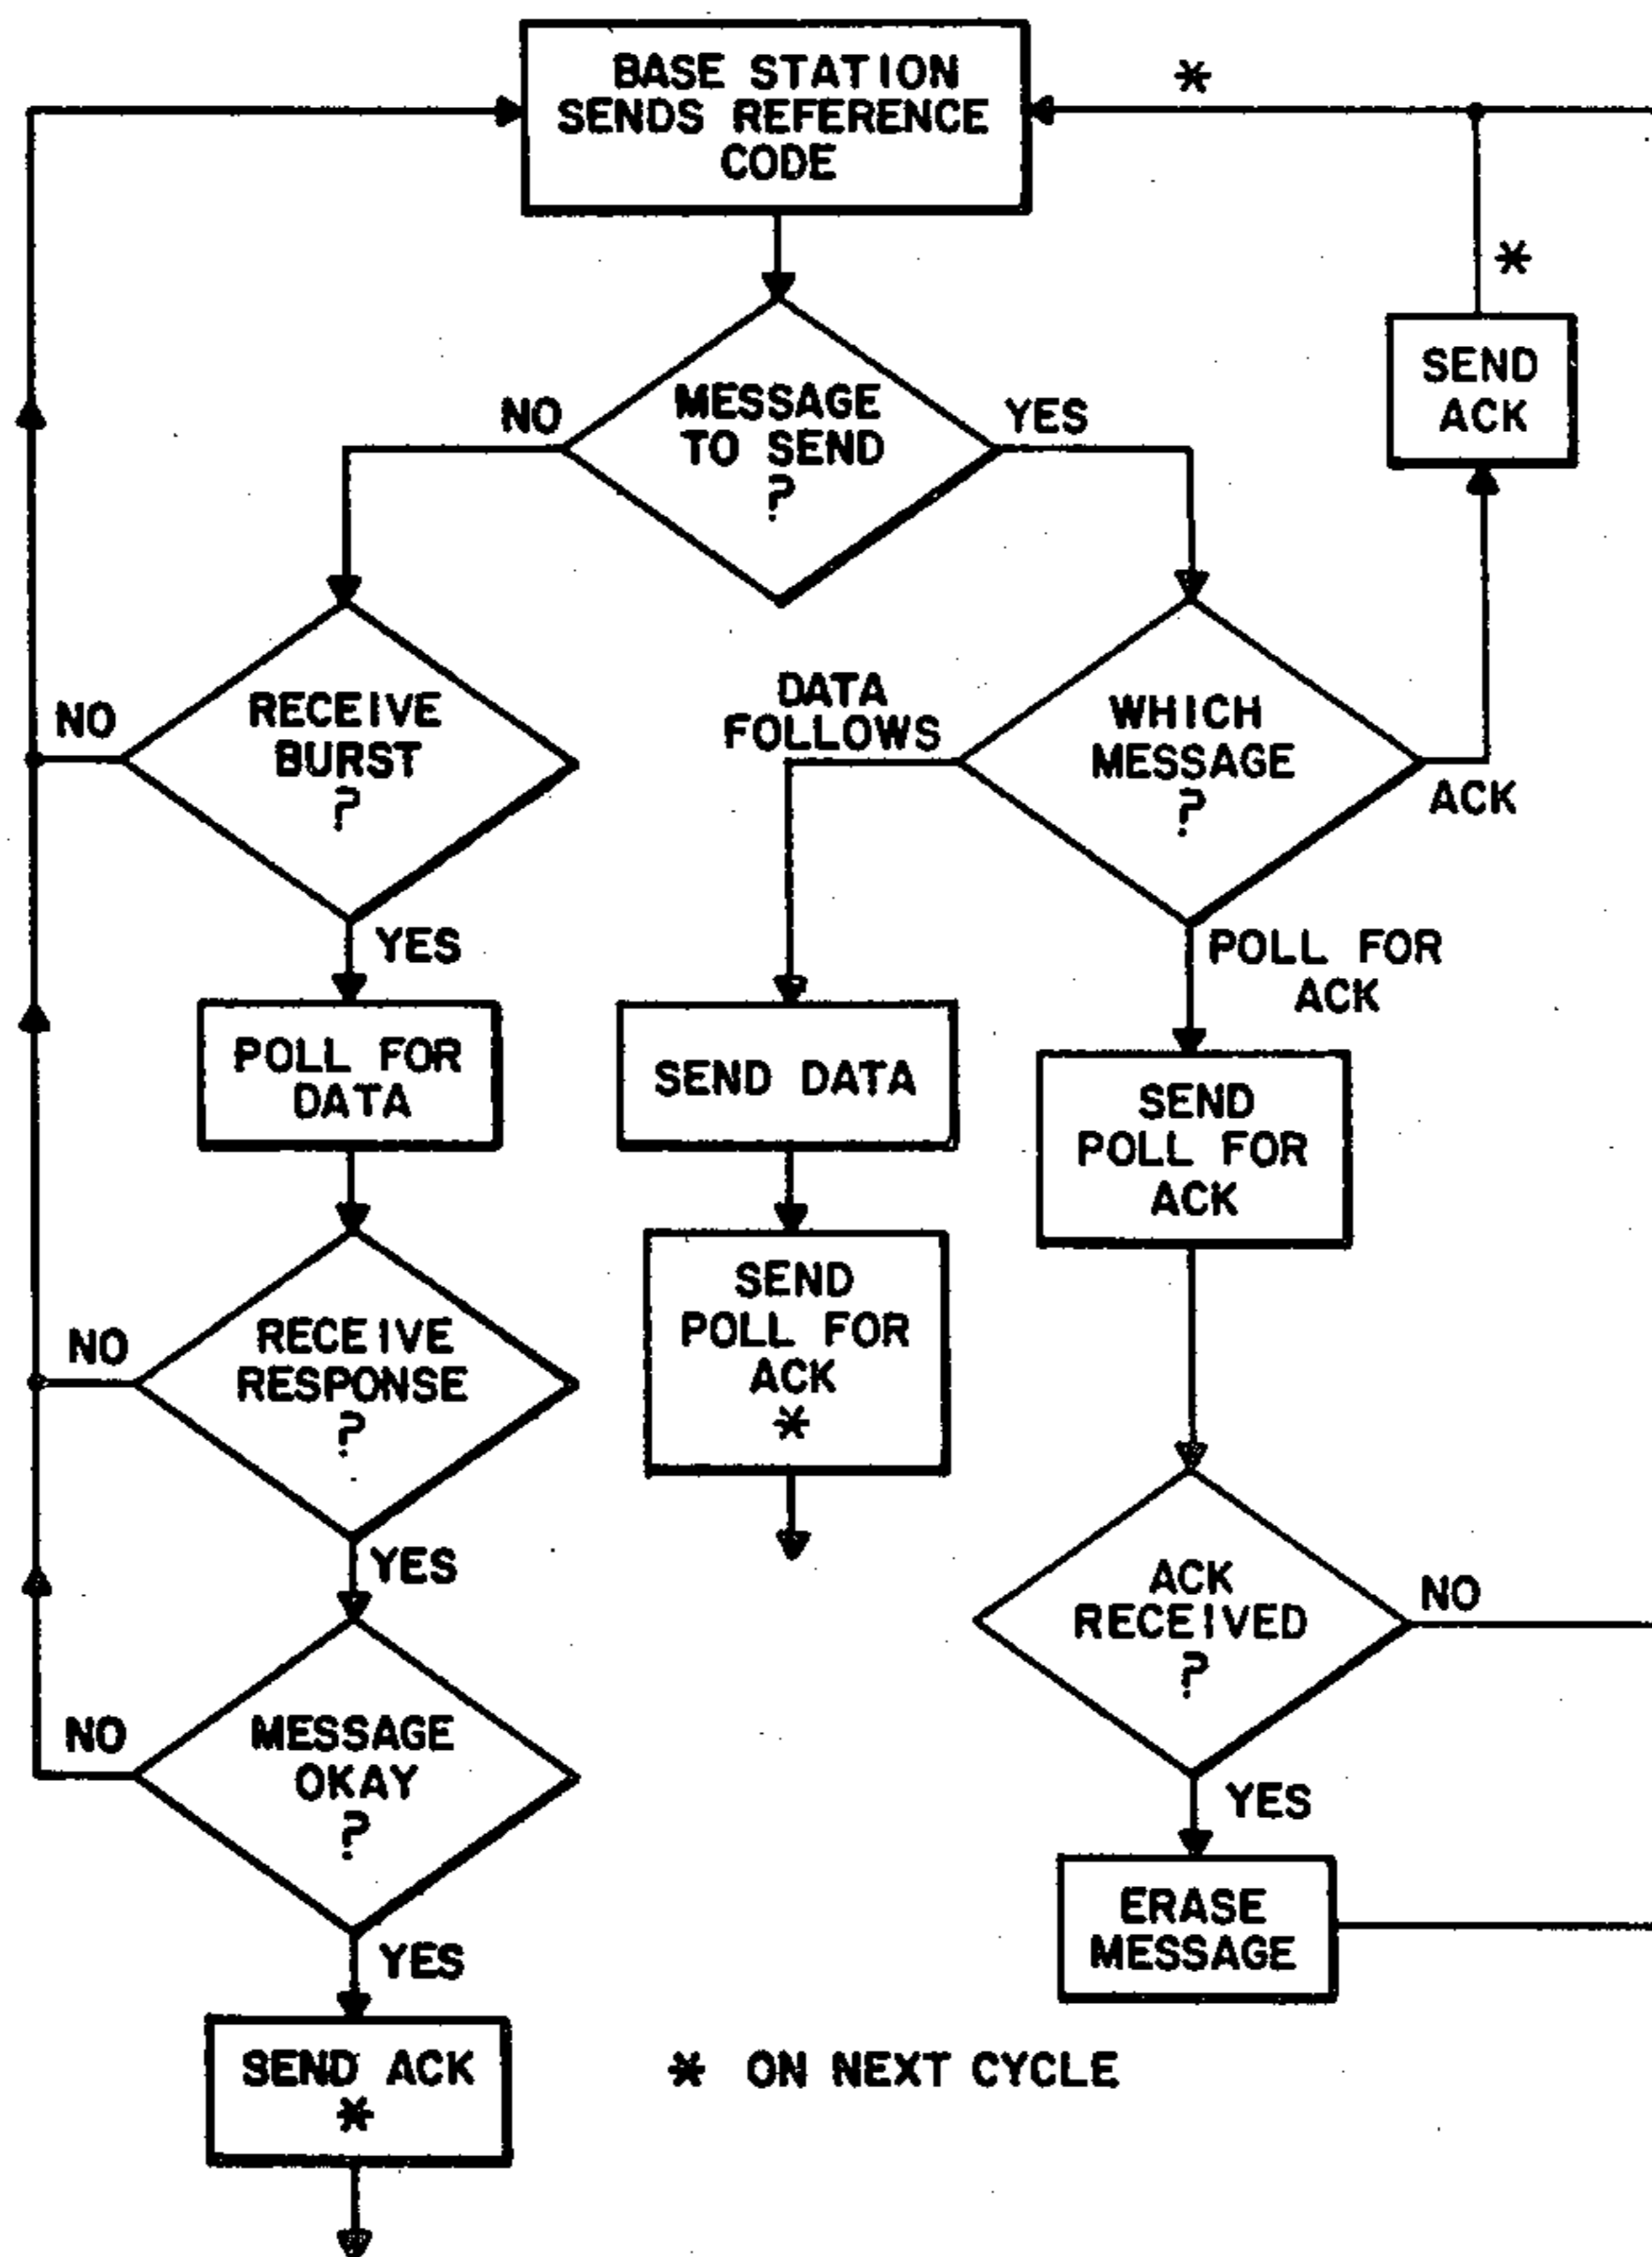 BASE STATION
SENDS REFERENCE
CODE
*
*
SEND
ACK
NO
MESSAGE
TO SEND
?
YES
NO
RECEIVE
BURST
?
DATA
FOLLOWS
WHICH
MESSAGE
?
ACK
YES
POLL FOR
ACK
POLL FOR
DATA
SEND DATA
SEND
POLL FOR
ACK
SEND
POLL FOR
ACK
*
NO
RECEIVE
RESPONSE
?
YES
ACK
RECEIVED
?
NO
NO
MESSAGE
OKAY
?
YES
YES
ERASE
MESSAGE
SEND ACK
*
* ON NEXT CYCLE